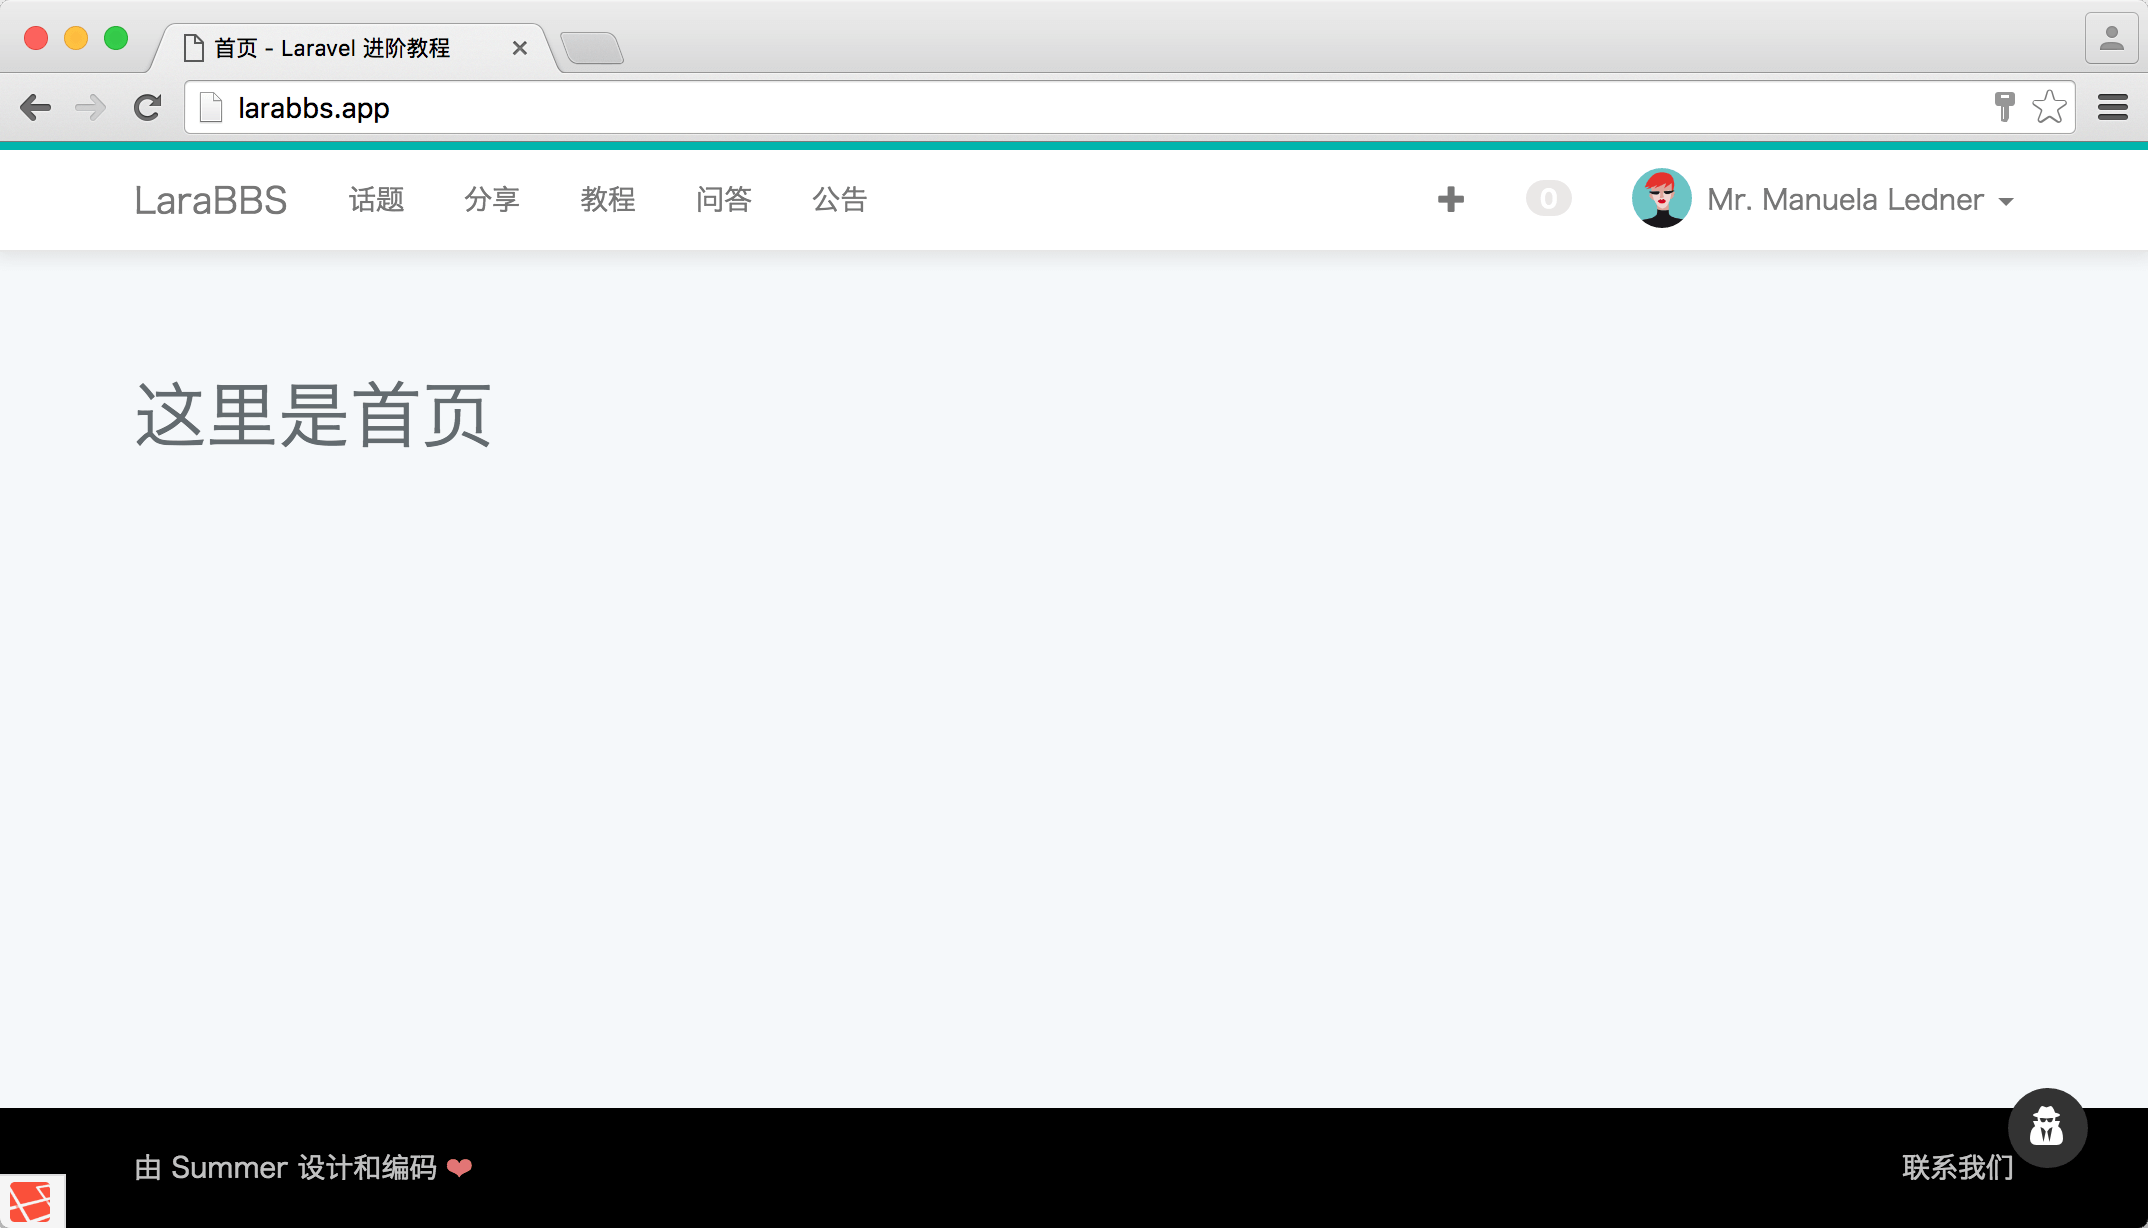 首页 - Laravel 进阶教程
larabbs.app
LaraBBS 话题 分享 教程 问答 公告 0 Mr. Manuela Ledner
这里是首页
由 Summer 设计和编码 ❤ 联系我们